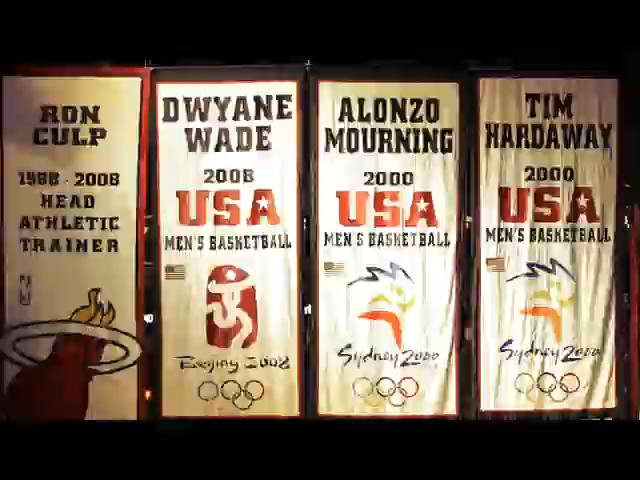 RON
CULP
1988 - 2008
HEAD
ATHLETIC
TRAINER
DWYANE
WADE
2008
USA
MEN'S BASKETBALL
Beijing 2008
ALONZO
MOURNING
2000
USA
MEN'S BASKETBALL
Sydney 2000
TIM
HARDAWAY
2000
USA
MEN'S BASKETBALL
Sydney 2000